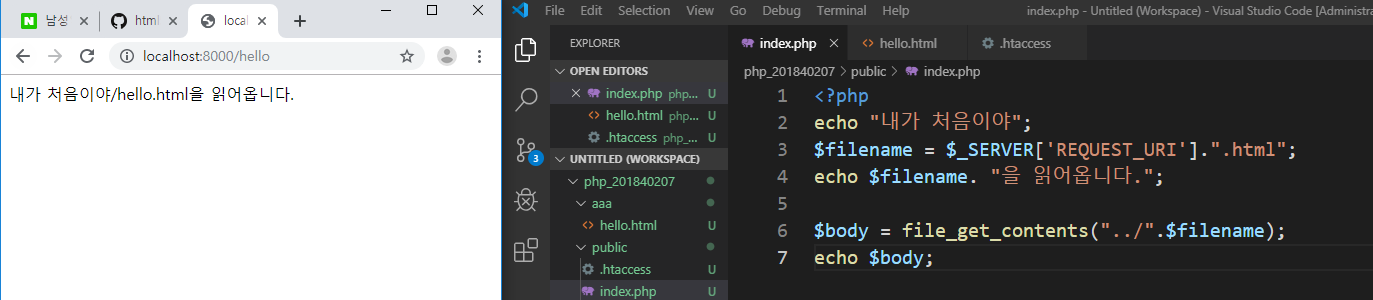 남성
html
local
localhost:8000/hello
내가 처음이야/hello.html을 읽어옵니다.
File Edit Selection View Go Debug Terminal Help
index.php - Untitled (Workspace) - Visual Studio Code [Administra
EXPLORER
OPEN EDITORS
index.php php... U
hello.html php... U
.htaccess php_... U
3
UNTITLED (WORKSPACE)
php_201840207
aaa
hello.html U
public
.htaccess U
index.php U
index.php
hello.html
.htaccess
php_201840207 > public > index.php
1 <?php
2 echo "내가 처음이야";
3 $filename = $_SERVER['REQUEST_URI'].".html";
4 echo $filename. "을 읽어옵니다.";
5
6 $body = file_get_contents("../".$filename);
7 echo $body;